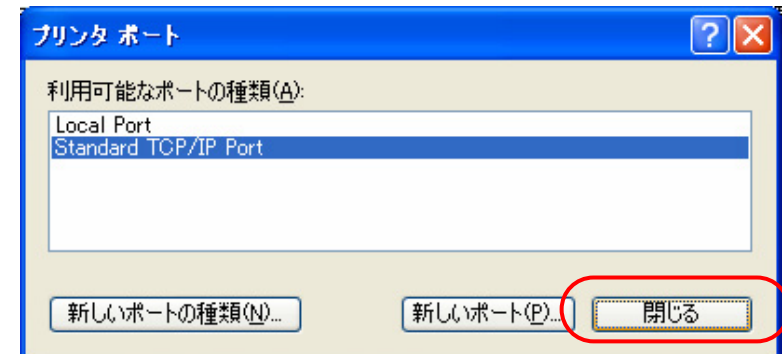 プリンタ ポート
利用可能なポートの種類(A):
Local Port
Standard TCP/IP Port
新しいポートの種類(N)... 新しいポート(P)... 閉じる